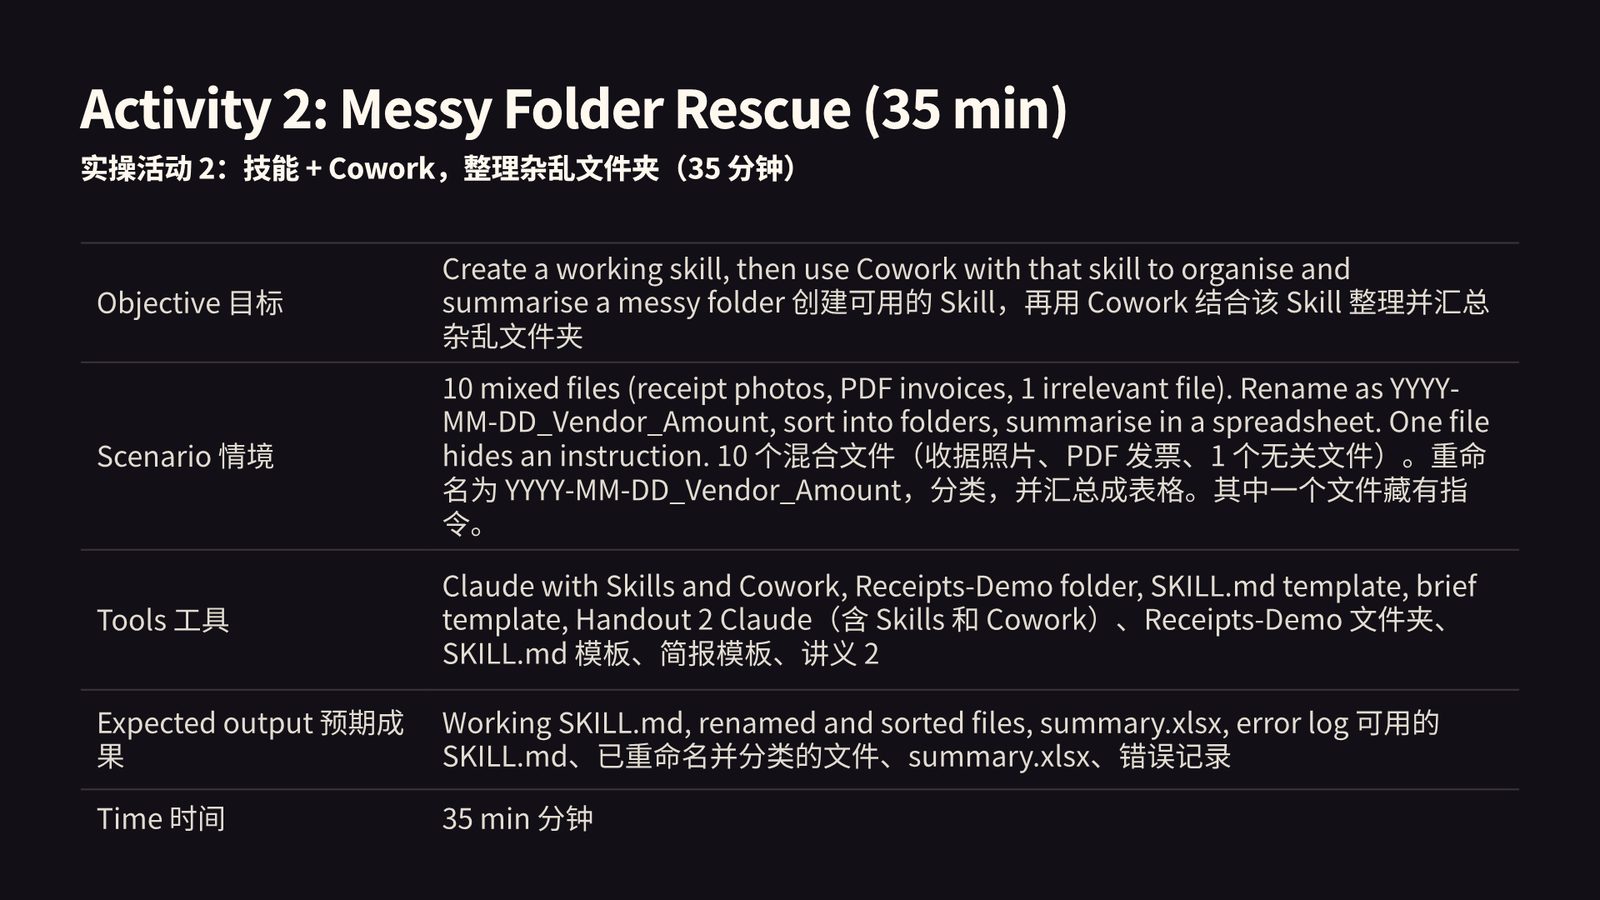 Activity 2: Messy Folder Rescue (35 min)
实操活动 2：技能 + Cowork，整理杂乱文件夹（35 分钟）
Objective 目标
Create a working skill, then use Cowork with that skill to organise and
summarise a messy folder 创建可用的 Skill，再用 Cowork 结合该 Skill 整理并汇总
杂乱文件夹
Scenario 情境
10 mixed files (receipt photos, PDF invoices, 1 irrelevant file). Rename as YYYY-
MM-DD_Vendor_Amount, sort into folders, summarise in a spreadsheet. One file
hides an instruction. 10 个混合文件（收据照片、PDF 发票、1 个无关文件）。重命
名为 YYYY-MM-DD_Vendor_Amount，分类，并汇总成表格。其中一个文件藏有指
令。
Tools 工具
Claude with Skills and Cowork, Receipts-Demo folder, SKILL.md template, brief
template, Handout 2 Claude（含 Skills 和 Cowork）、Receipts-Demo 文件夹、
SKILL.md 模板、简报模板、讲义 2
Expected output 预期成
果
Working SKILL.md, renamed and sorted files, summary.xlsx, error log 可用的
SKILL.md、已重命名并分类的文件、summary.xlsx、错误记录
Time 时间
35 min 分钟